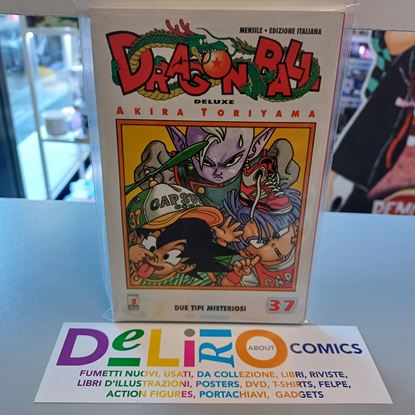 MENSILE • EDIZIONE ITALIANA
DRAGON BALL
DELUXE
AKIRA TORIYAMA
CAPSULE
37
DUE TIPI MISTERIOSI
37
DeLiRiO ABOUT COMICS
FUMETTI NUOVI, USATI, DA COLLEZIONE, LIBRI, RIVISTE,
LIBRI D'ILLUSTRAZIONI, POSTERS, DVD, T-SHIRTS, FELPE,
ACTION FIGURES, PORTACHIAVI, GADGETS